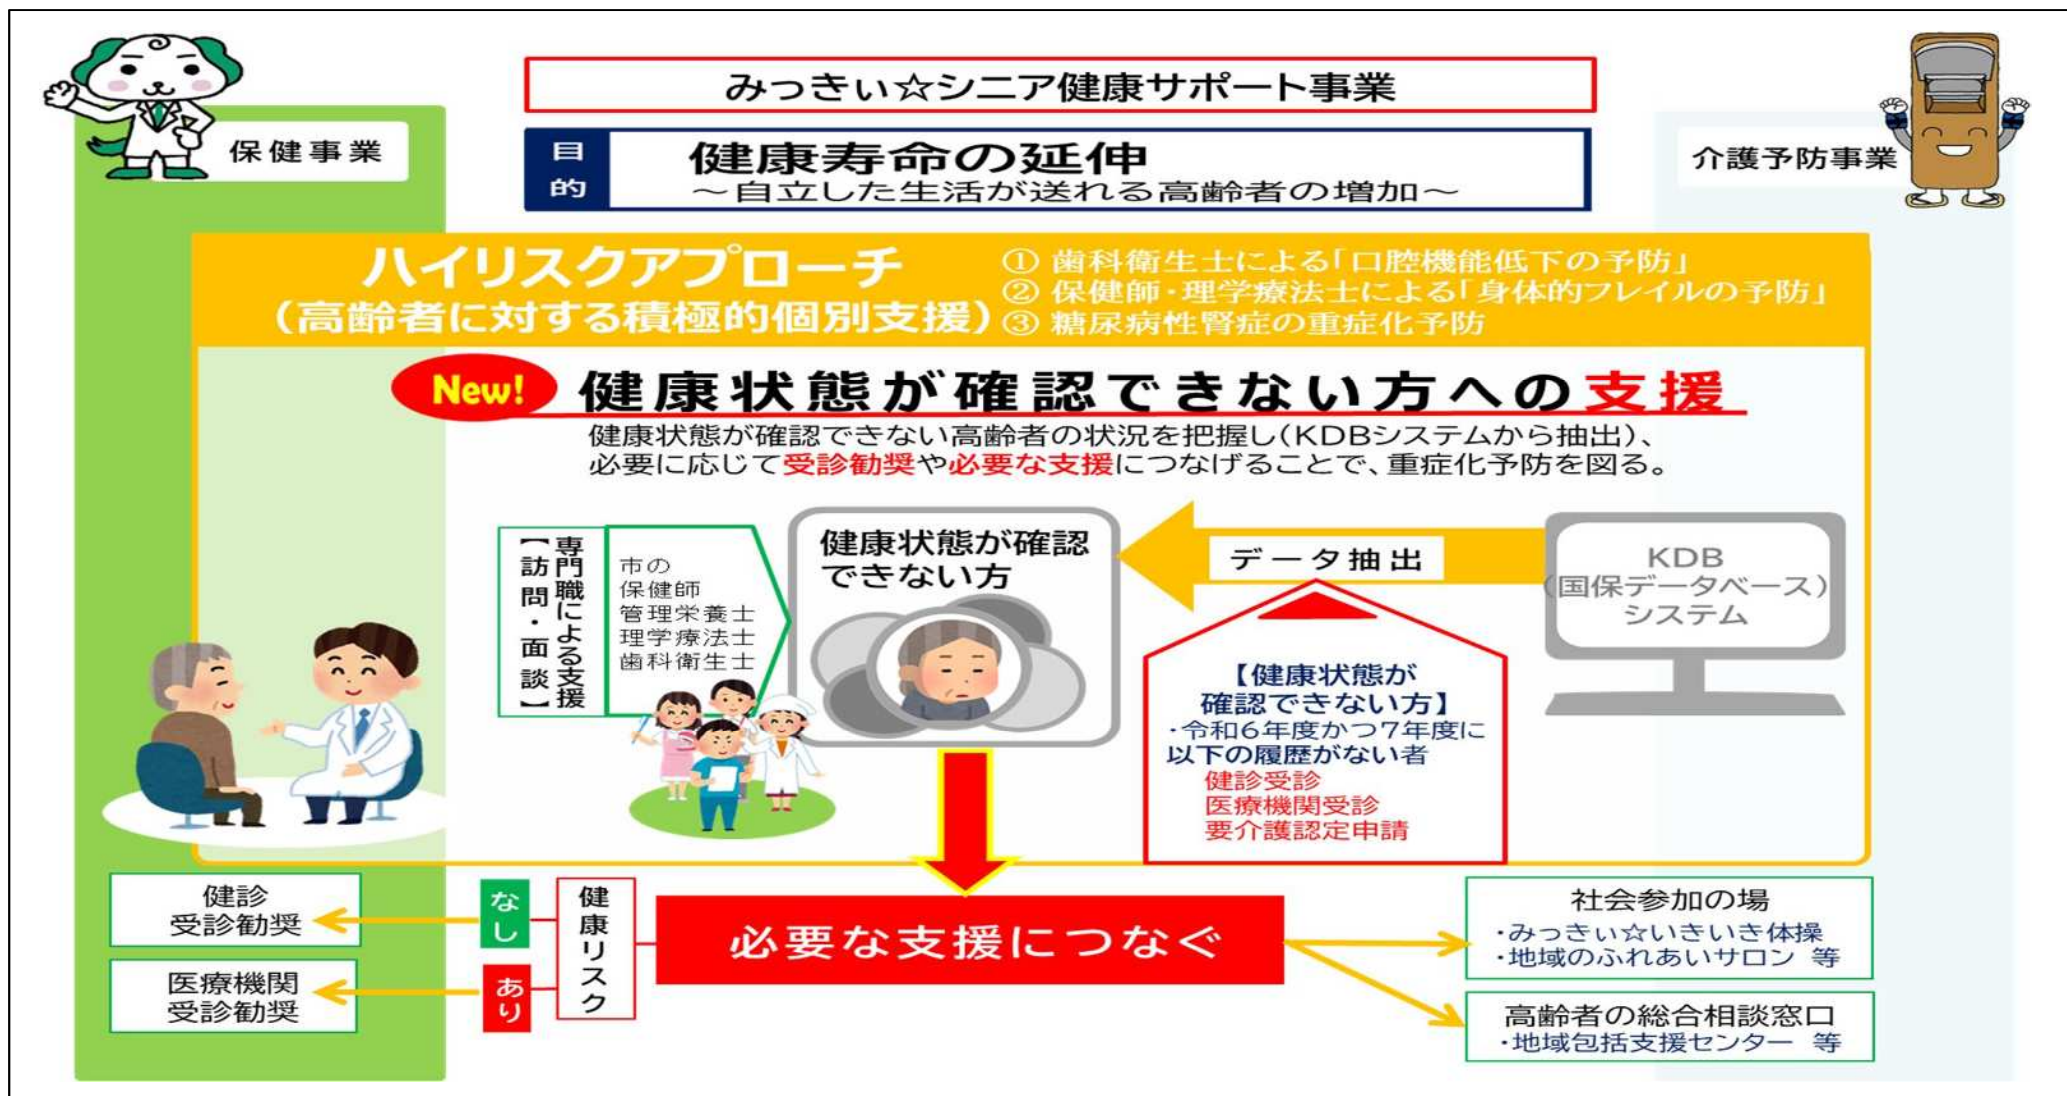 みっきぃ☆シニア健康サポート事業
保健事業
目的
健康寿命の延伸
～自立した生活が送れる高齢者の増加～
介護予防事業
ハイリスクアプローチ
（高齢者に対する積極的個別支援）
① 歯科衛生士による「口腔機能低下の予防」
② 保健師・理学療法士による「身体的フレイルの予防」
③ 糖尿病性腎症の重症化予防
New!
健康状態が確認できない方への支援
健康状態が確認できない高齢者の状況を把握し（KDBシステムから抽出）、
必要に応じて受診勧奨や必要な支援につなげることで、重症化予防を図る。
専門職による支援
【訪問・面談】
市の
保健師
管理栄養士
理学療法士
歯科衛生士
健康状態が確認
できない方
データ抽出
KDB
（国保データベース）
システム
【健康状態が
確認できない方】
・令和6年度かつ7年度に
以下の履歴がない者
健診受診
医療機関受診
要介護認定申請
健診
受診勧奨
医療機関
受診勧奨
なし
あり
健康リスク
必要な支援につなぐ
社会参加の場
・みっきぃ☆いきいき体操
・地域のふれあいサロン 等
高齢者の総合相談窓口
・地域包括支援センター 等